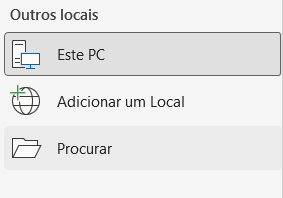 Outros locais
Este PC
Adicionar um Local
Procurar